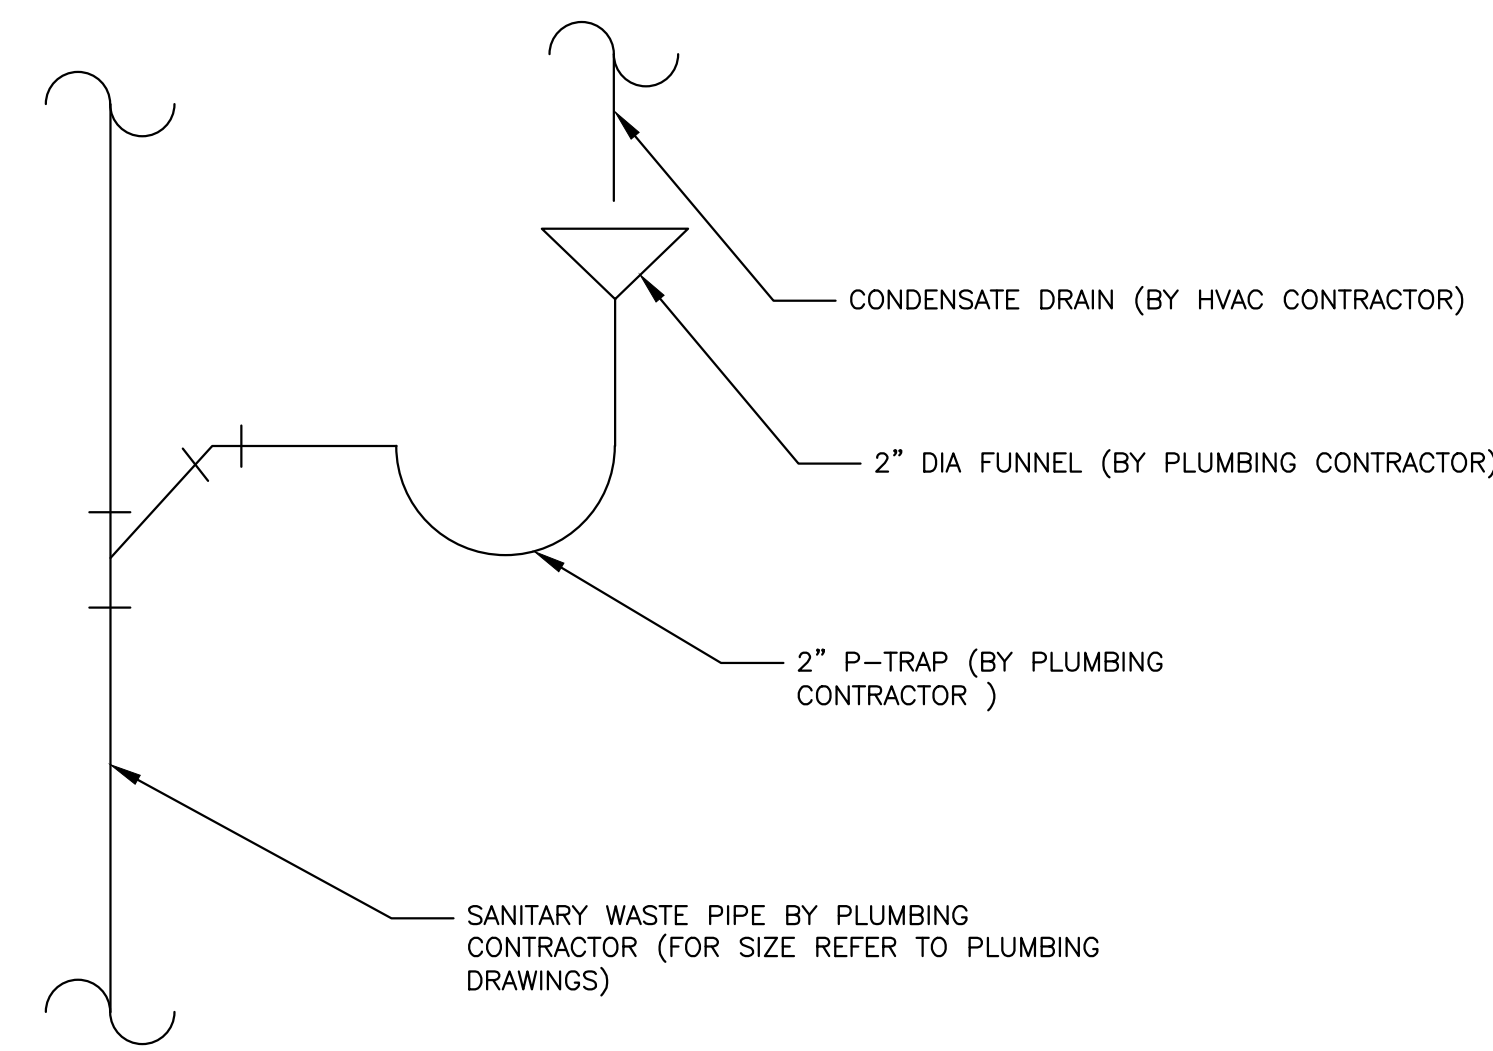 CONDENSATE DRAIN (BY HVAC CONTRACTOR)
2” DIA FUNNEL (BY PLUMBING CONTRACTOR)
2” P-TRAP (BY PLUMBING
CONTRACTOR )
SANITARY WASTE PIPE BY PLUMBING
CONTRACTOR (FOR SIZE REFER TO PLUMBING
DRAWINGS)